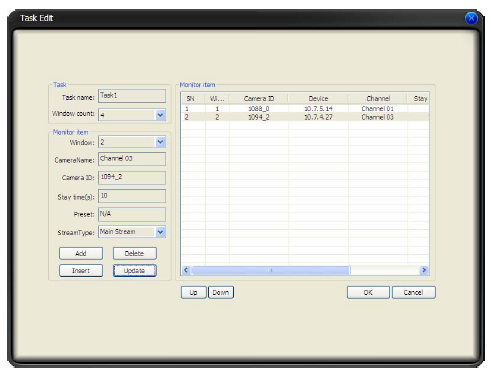 Task Edit
Task
Task name: Task1
Window count: 4
Monitor item
Window: 2
CameraName: Channel 03
Camera ID: 1094_2
Stay time(s): 10
Preset: N/A
StreamType: Main Stream
Add Delete
Insert Update
Monitor item
SN Wi... Camera ID Device Channel Stay
1 1 1088_0 10.7.5.14 Channel 01
2 2 1094_2 10.7.4.27 Channel 03
Up Down OK Cancel